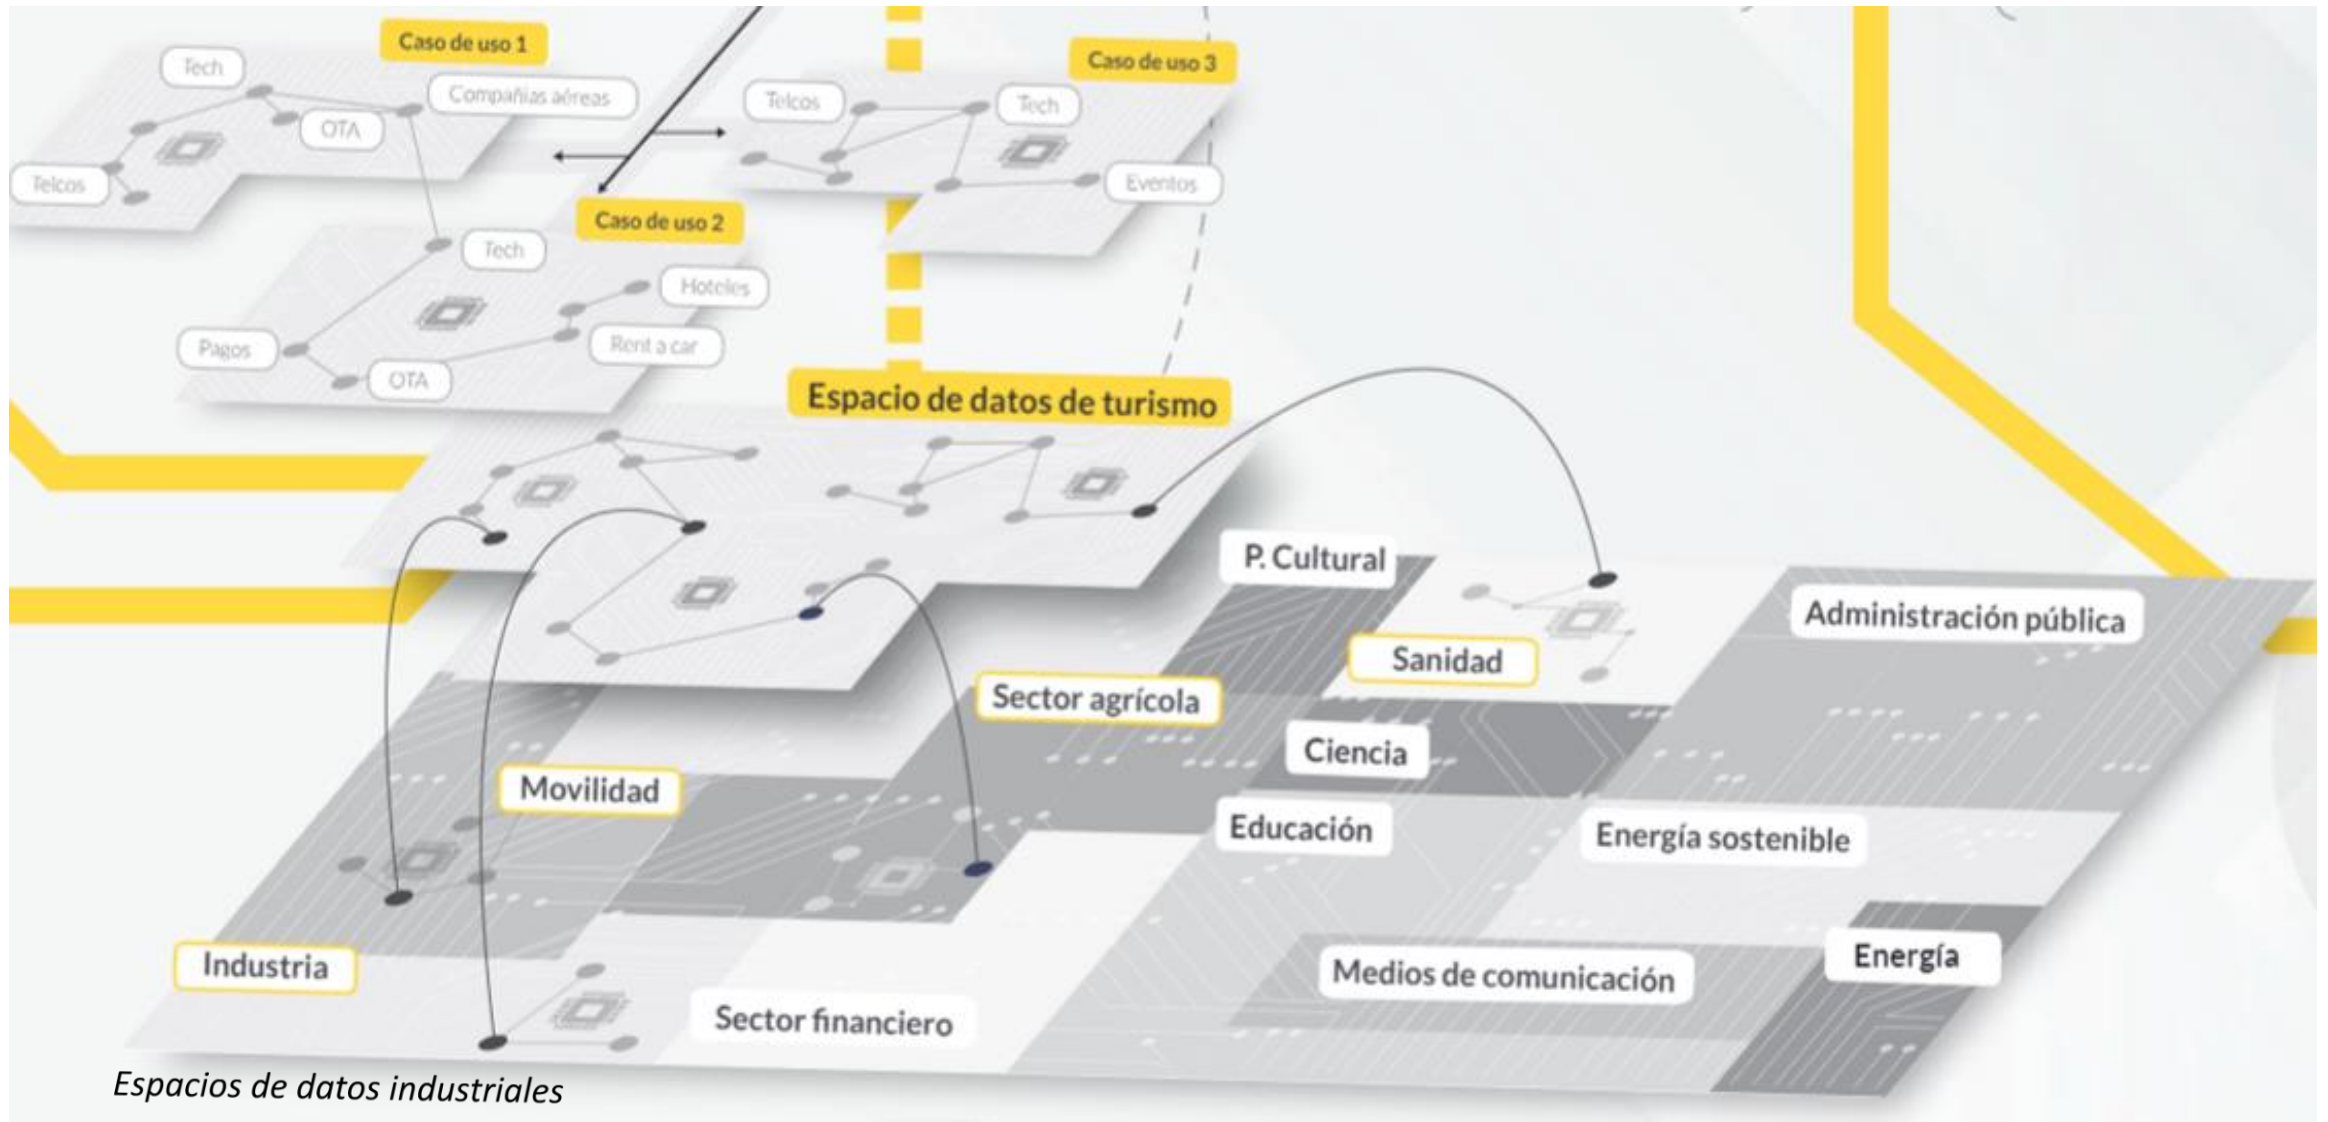 Caso de uso 1
Tech
Compañias aéreas
OTA
Telcos
Caso de uso 3
Telcos
Tech
Eventos
Caso de uso 2
Tech
Hoteles
Pagos
Rent a car
OTA
Espacio de datos de turismo
P. Cultural
Administración pública
Sanidad
Sector agrícola
Ciencia
Movilidad
Educación
Energía sostenible
Industria
Energía
Medios de comunicación
Sector financiero
Espacios de datos industriales